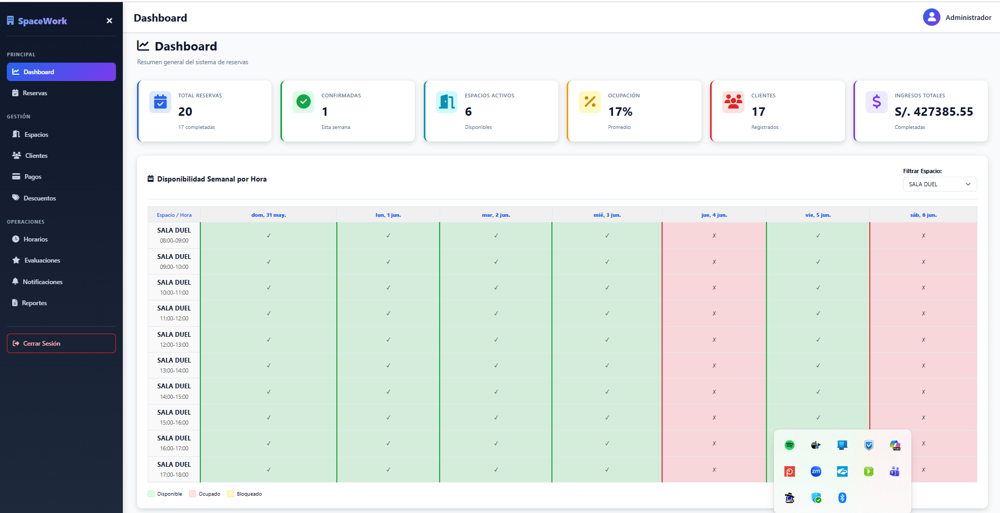 SpaceWork
Dashboard
Administrador
PRINCIPAL
Dashboard
Reservas
GESTIÓN
Espacios
Clientes
Pagos
Descuentos
OPERACIONES
Horarios
Evaluaciones
Notificaciones
Reportes
Cerrar Sesión
Dashboard
Resumen general del sistema de reservas
TOTAL RESERVAS
20
17 completadas
CONFIRMADAS
1
Esta semana
ESPACIOS ACTIVOS
6
Disponibles
OCUPACIÓN
17%
Promedio
CLIENTES
17
Registrados
INGRESOS TOTALES
S/. 427385.55
Completadas
Disponibilidad Semanal por Hora
Filtrar Espacio:
SALA DUEL
Espacio / Hora dom, 31 may. lun, 1 jun. mar, 2 jun. mié, 3 jun. jue, 4 jun. vie, 5 jun. sáb, 6 jun.
SALA DUEL
08:00-09:00 ✓ ✓ ✓ ✓ ✗ ✓ ✗
SALA DUEL
09:00-10:00 ✓ ✓ ✓ ✓ ✗ ✓ ✗
SALA DUEL
10:00-11:00 ✓ ✓ ✓ ✓ ✗ ✓ ✗
SALA DUEL
11:00-12:00 ✓ ✓ ✓ ✓ ✗ ✓ ✗
SALA DUEL
12:00-13:00 ✓ ✓ ✓ ✓ ✗ ✓ ✗
SALA DUEL
13:00-14:00 ✓ ✓ ✓ ✓ ✗ ✓ ✗
SALA DUEL
14:00-15:00 ✓ ✓ ✓ ✓ ✗ ✓ ✗
SALA DUEL
15:00-16:00 ✓ ✓ ✓ ✓ ✗ ✓ ✗
SALA DUEL
16:00-17:00 ✓ ✓ ✓ ✓ ✗ ✗
SALA DUEL
17:00-18:00 ✓ ✓ ✓ ✓ ✗ ✗
Disponible Ocupado Bloqueado
zm